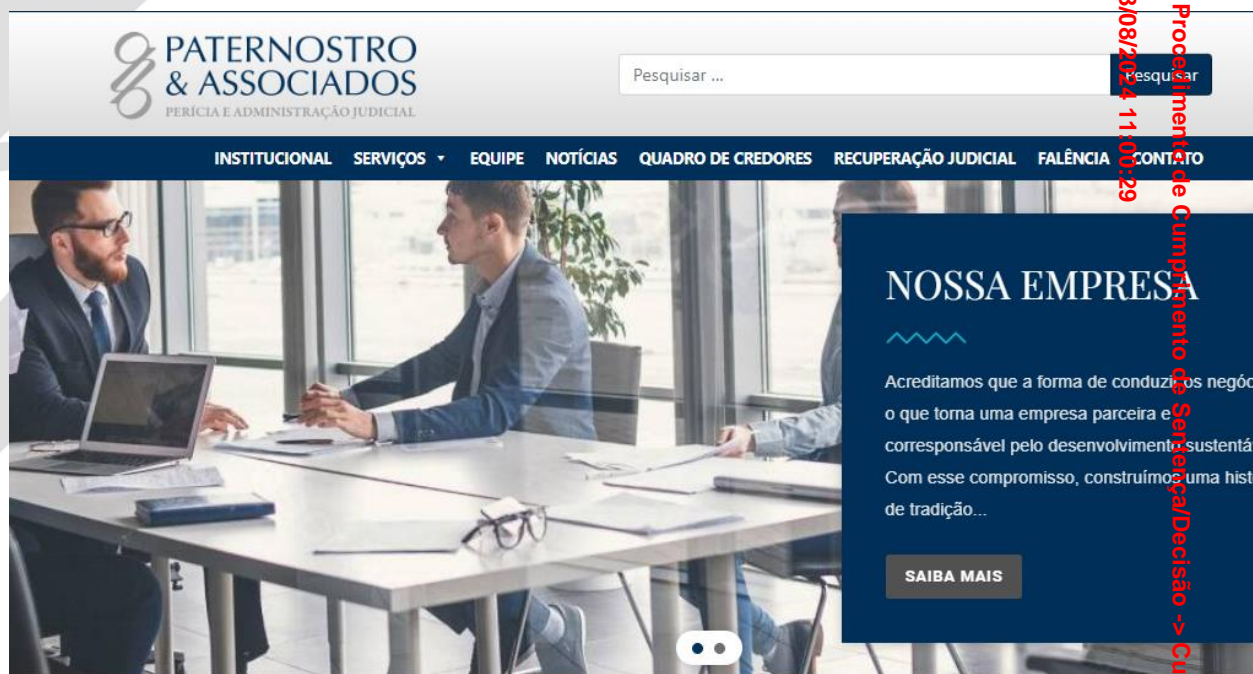 PATERNOSTRO
& ASSOCIADOS
PERÍCIA E ADMINISTRAÇÃO JUDICIAL
Pesquisar ...
Pesquisar
INSTITUCIONAL SERVIÇOS EQUIPE NOTÍCIAS QUADRO DE CREDORES RECUPERAÇÃO JUDICIAL FALÊNCIA CONTATO
NOSSA EMPRESA
Acreditamos que a forma de conduzir os negóc
o que torna uma empresa parceira e
corresponsável pelo desenvolvimento sustentá
Com esse compromisso, construímos uma hist
de tradição...
SAIBA MAIS
Procedimento de Cumprimento de Sentença/Decisão -> Cu
3/08/2024 11:00:29